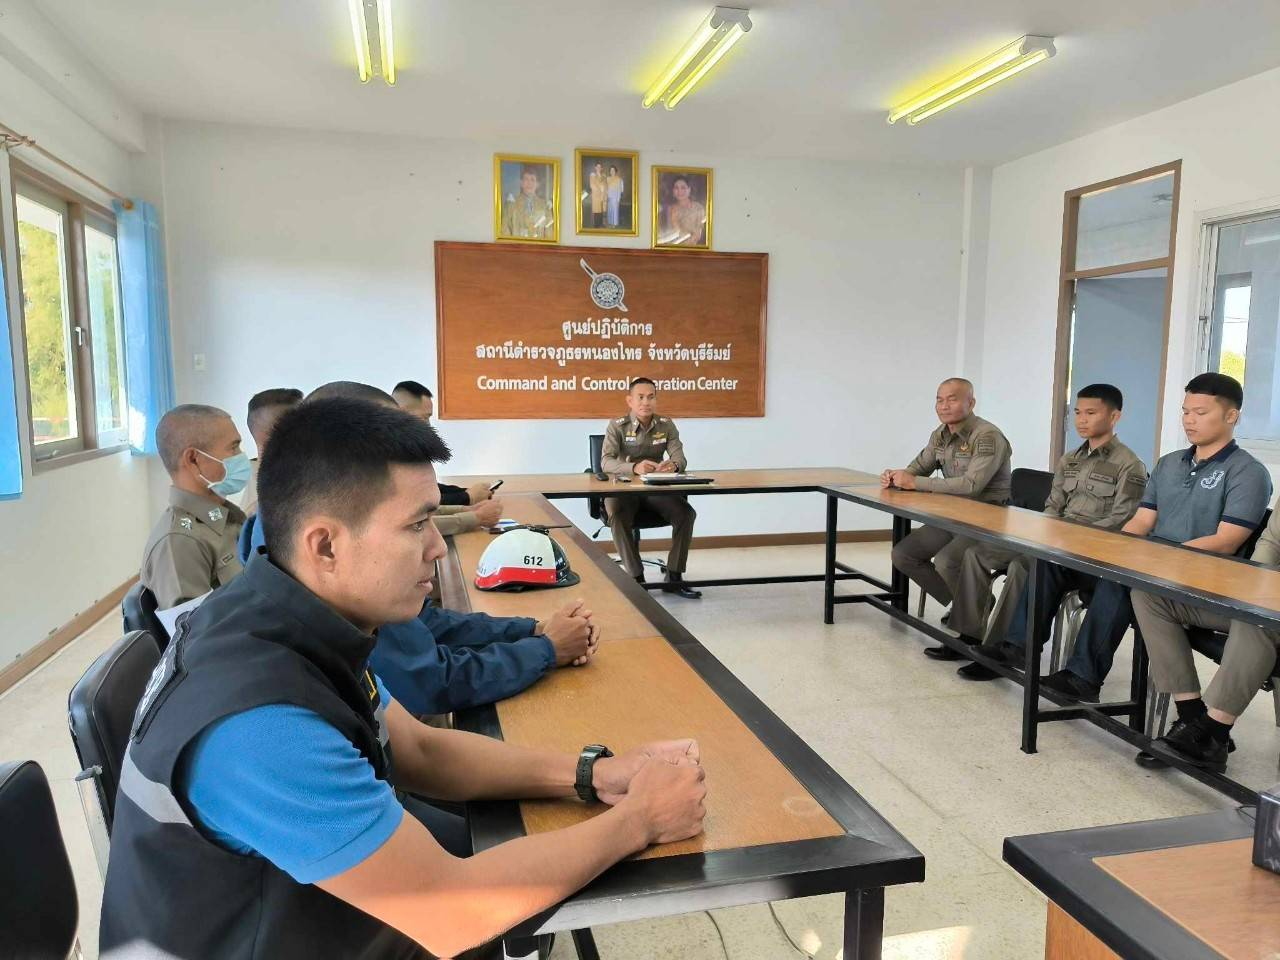 ศูนย์ปฏิบัติการ
สถานีตำรวจภูธรหนองไทร จังหวัดบุรีรัมย์
Command and Control Center
612